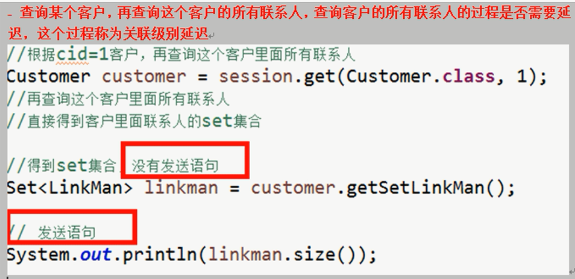 - 查询某个客户，再查询这个客户的所有联系人，查询客户的所有联系人的过程是否需要延
迟，这个过程称为关联级别延迟
//根据cid=1客户，再查询这个客户里面所有联系人
Customer customer = session.get(Customer.class, 1);
//再查询这个客户里面所有联系人
//直接得到客户里面联系人的set集合
//得到set集合，没有发送语句
Set<LinkMan> linkman = customer.getSetLinkMan();
// 发送语句
System.out.println(linkman.size());